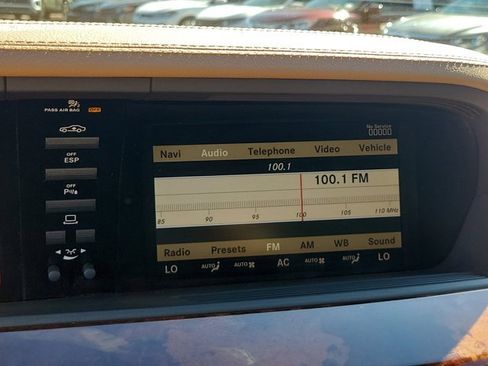 PASS AIR BAG OFF
No Service
00000
OFF
ESP
OFF
Navi Audio Telephone Video Vehicle
100.1
100.1 FM
85 90 95 100 105 110 MHz
Radio Presets FM AM WB Sound
LO AUTO AUTO AC AUTO AUTO LO